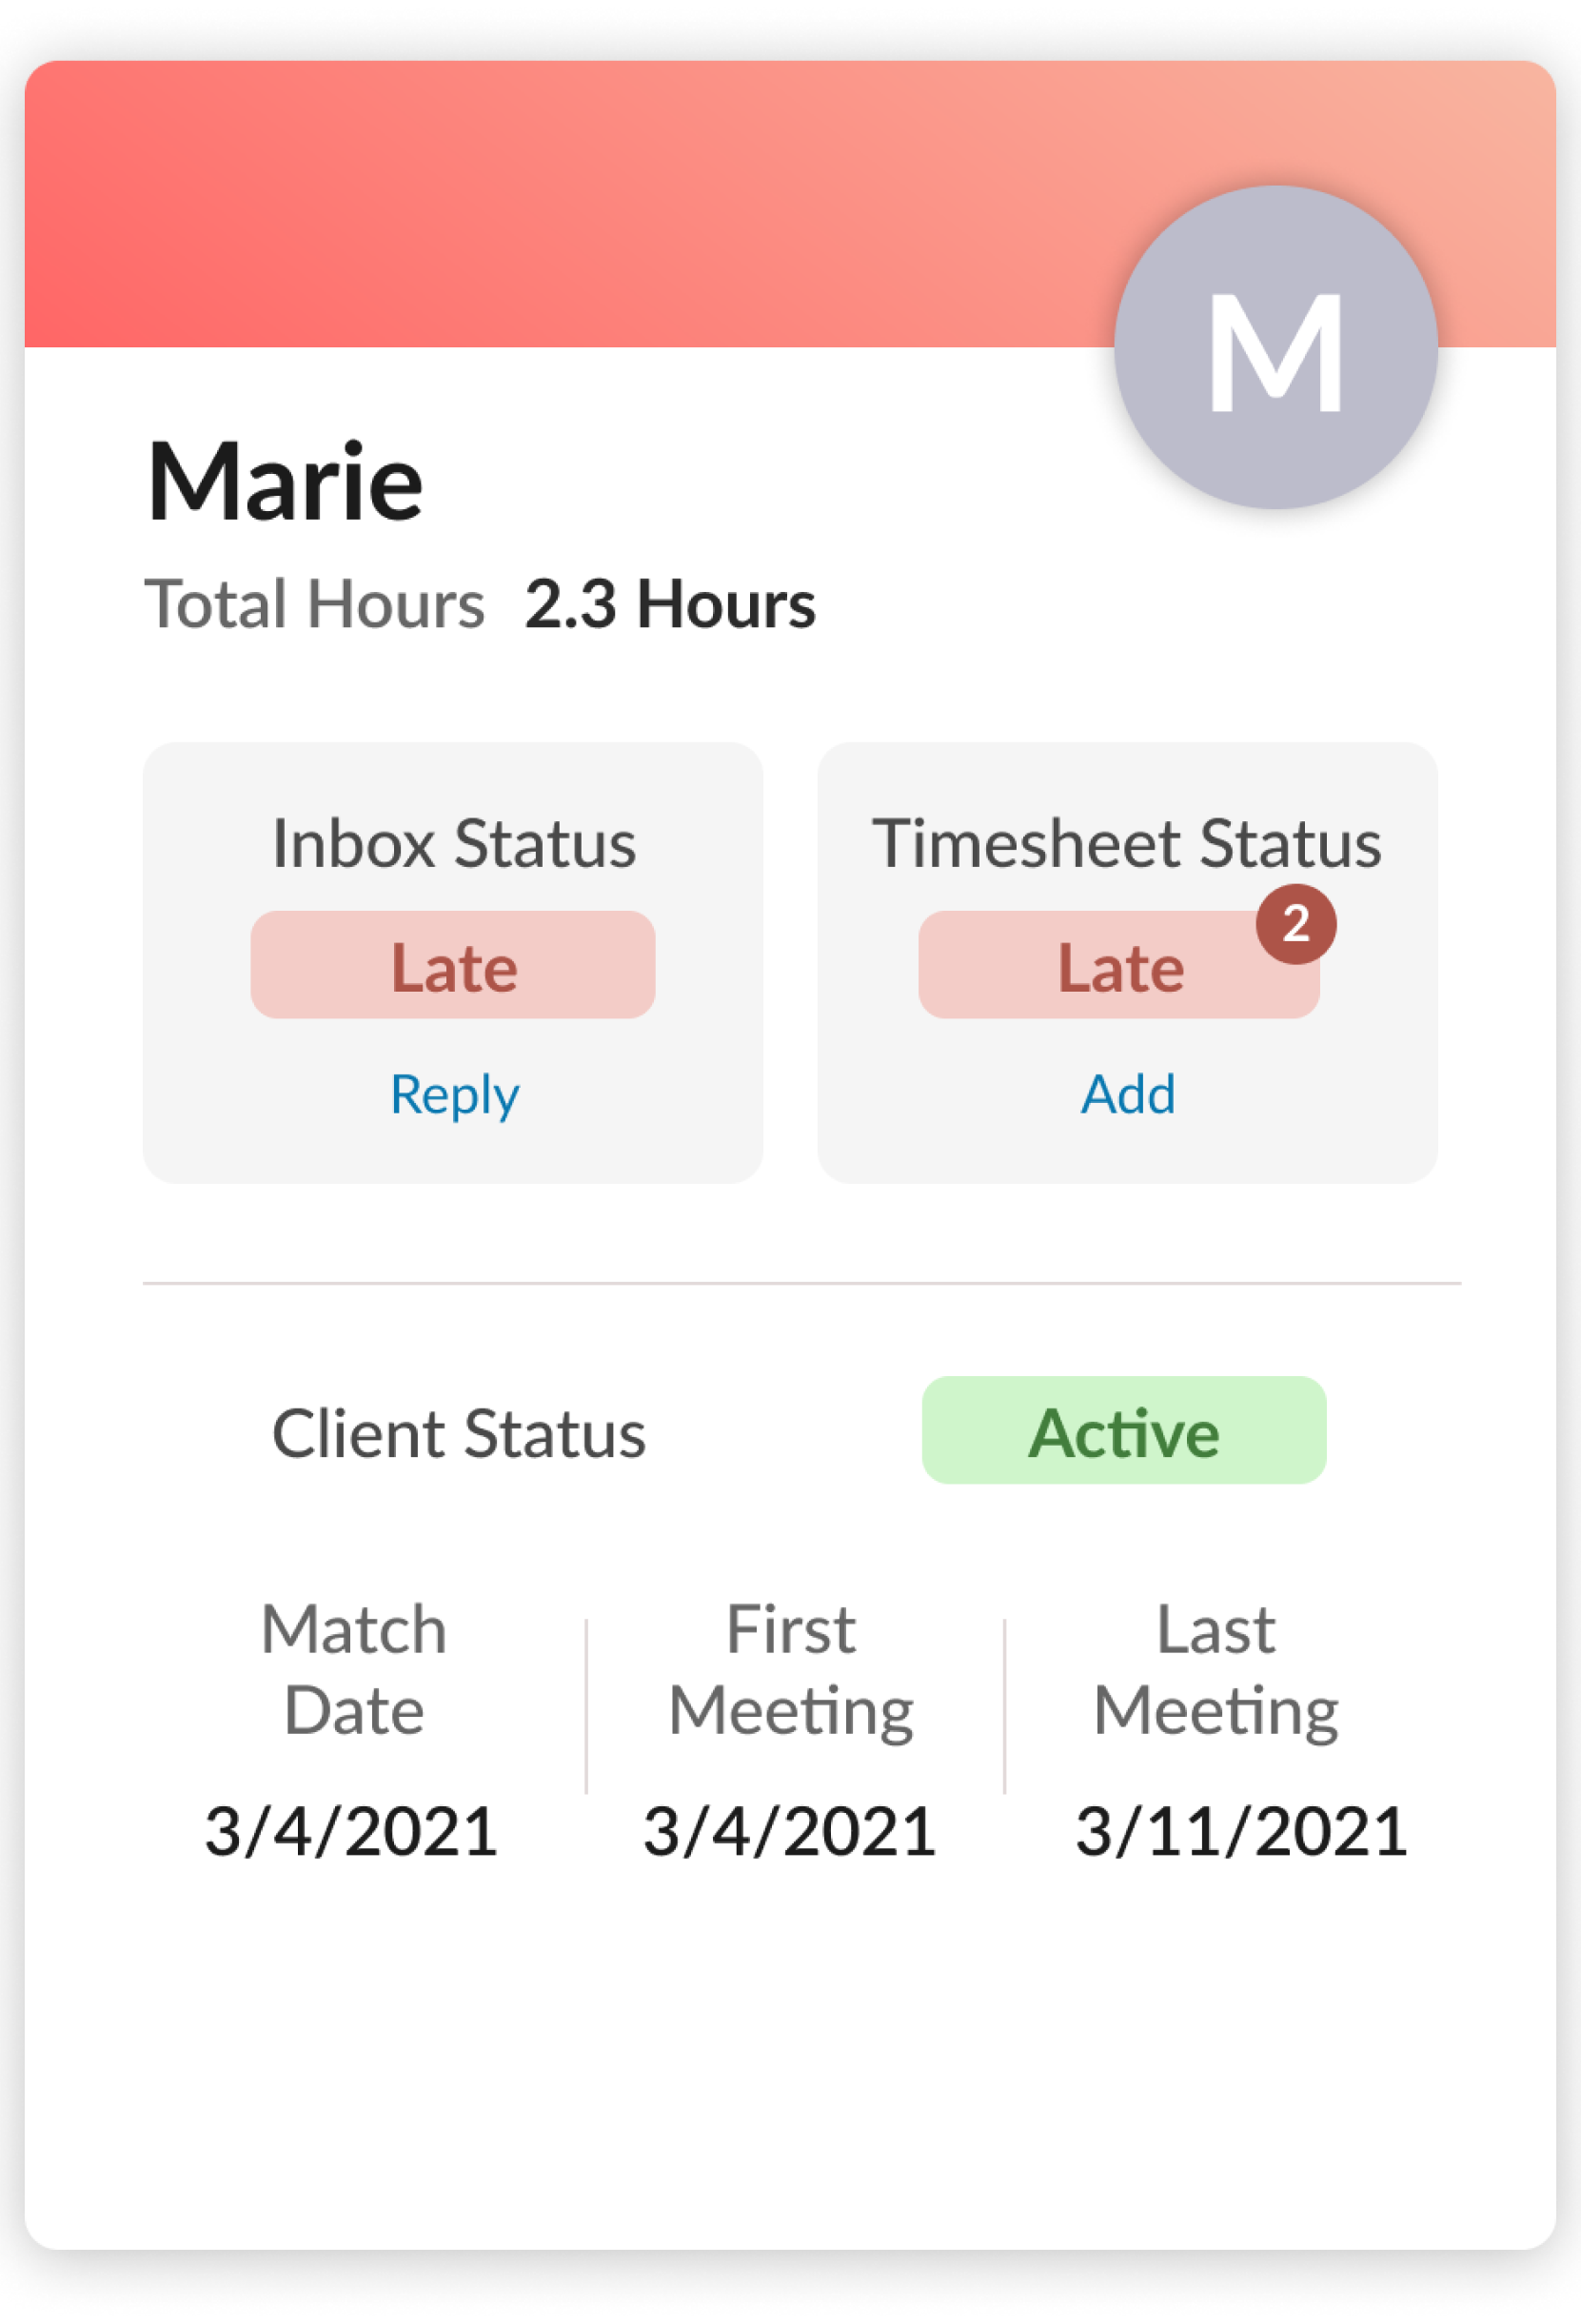 M
Marie
Total Hours 2.3 Hours
Inbox Status
Late
Reply
Timesheet Status
2
Late
Add
Client Status
Active
Match
Date
3/4/2021
First
Meeting
3/4/2021
Last
Meeting
3/11/2021